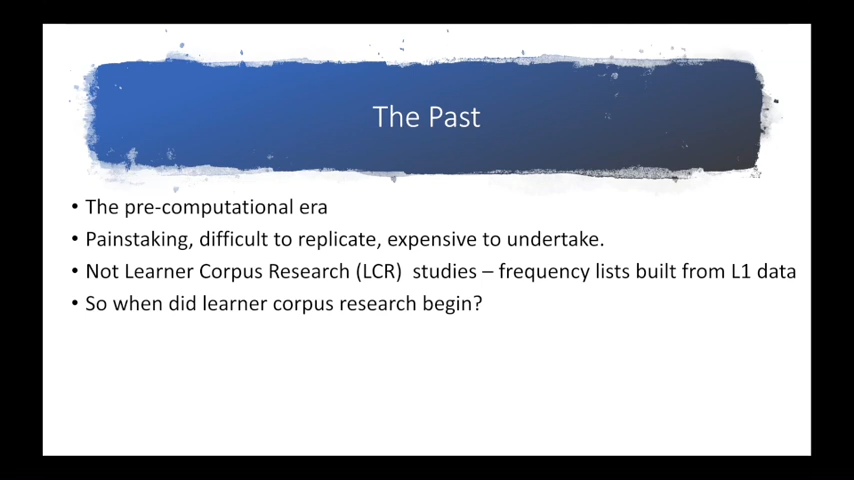 The Past
• The pre-computational era
• Painstaking, difficult to replicate, expensive to undertake.
• Not Learner Corpus Research (LCR)  studies – frequency lists built from L1 data
• So when did learner corpus research begin?